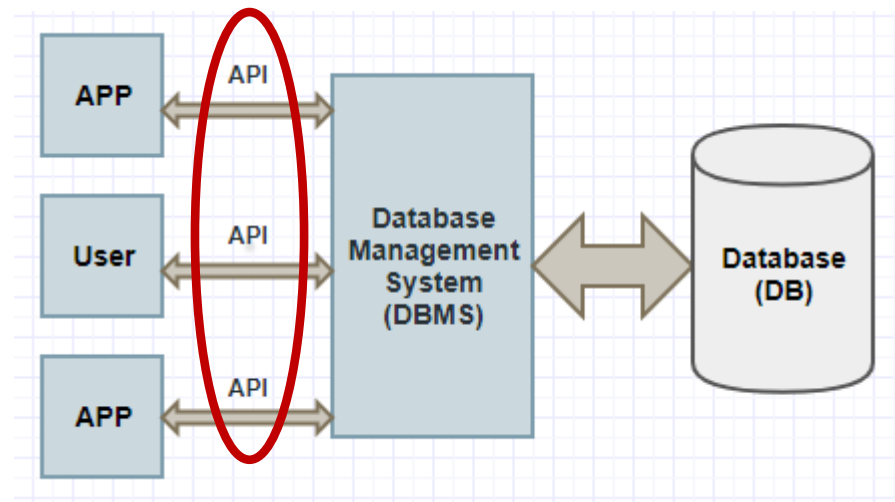 APP
API
User
API
APP
API
Database
Management
System
(DBMS)
Database
(DB)